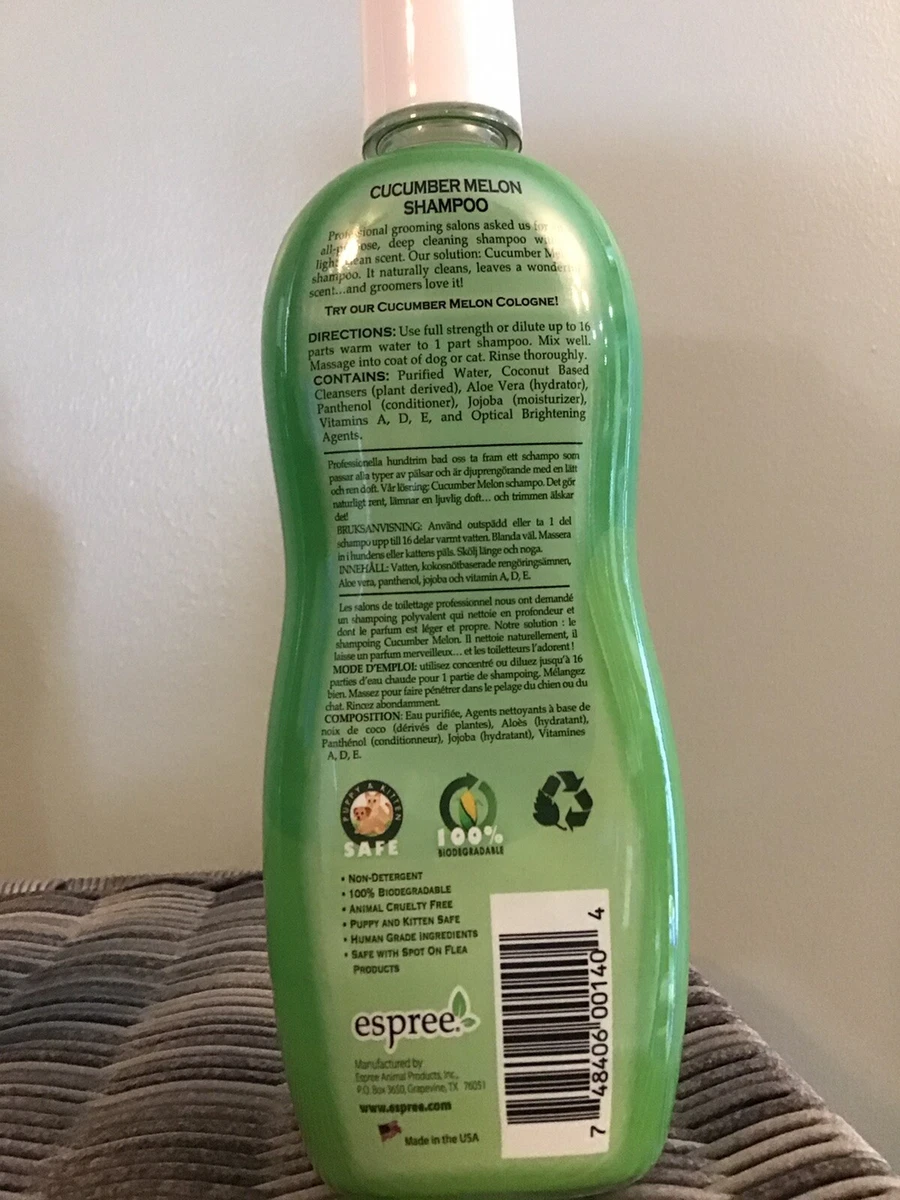 CUCUMBER MELON
SHAMPOO
Professional grooming salons asked us for
all-purpose, deep cleaning shampoo
light clean scent. Our solution: Cucumber
shampoo. It naturally cleans, leaves a wonderful
scent...and groomers love it!
TRY OUR CUCUMBER MELON COLOGNE!
DIRECTIONS: Use full strength or dilute up to 16
parts warm water to 1 part shampoo. Mix well.
Massage into coat of dog or cat. Rinse thoroughly.
CONTAINS: Purified Water, Coconut Based
Cleansers (plant derived), Aloe Vera (hydrator),
Panthenol (conditioner), Jojoba (moisturizer),
Vitamins A, D, E, and Optical Brightening
Agents.
Professionella hundtrim bad oss ta fram ett schampo som
passar alla typer av pälsar och är djuprengörande med en lätt
och ren doft. Vår lösning: Cucumber Melon schampo. Det gör
naturligt rent, lämnar en ljuvlig doft... och trimmen älskar
det!
BRUKSANVISNING: Använd outspädd eller ta 1 del
schampo upp till 16 delar varmt vatten. Blanda väl. Massera
in i hundens eller kattens päls. Skölj länge och noga.
INNEHÅLL: Vatten, kokosnötbaserade rengöringsämnen,
Aloe vera, panthenol, jojoba och vitamin A, D, E.
Les salons de toilettage professionnel nous ont demandé
un shampoing polyvalent qui nettoie en profondeur et
dont le parfum est léger et propre. Notre solution : le
shampoing Cucumber Melon. Il nettoie naturellement, il
laisse un parfum merveilleux... et les toiletteurs l'adorent !
MODE D'EMPLOI: utilisez concentré ou diluez jusqu'à 16
parties d'eau chaude pour 1 partie de shampoing. Mélangez
bien. Massez pour faire pénétrer dans le pelage du chien ou du
chat. Rincez abondamment.
COMPOSITION: Eau purifiée, Agents nettoyants à base de
noix de coco (dérivés de plantes), Aloès (hydratant),
Panthénol (conditionneur), Jojoba (hydratant), Vitamines
A, D, E.
PUPPY & KITTEN
SAFE
100%
BIODEGRADABLE
• NON-DETERGENT
• 100% BIODEGRADABLE
• ANIMAL CRUELTY FREE
• PUPPY AND KITTEN SAFE
• HUMAN GRADE INGREDIENTS
• SAFE WITH SPOT ON FLEA
PRODUCTS
espree.
Manufactured by
Espree Animal Products, Inc.,
P.O. Box 3650, Grapevine, TX 76051
www.espree.com
Made in the USA
7 48406 00140 4